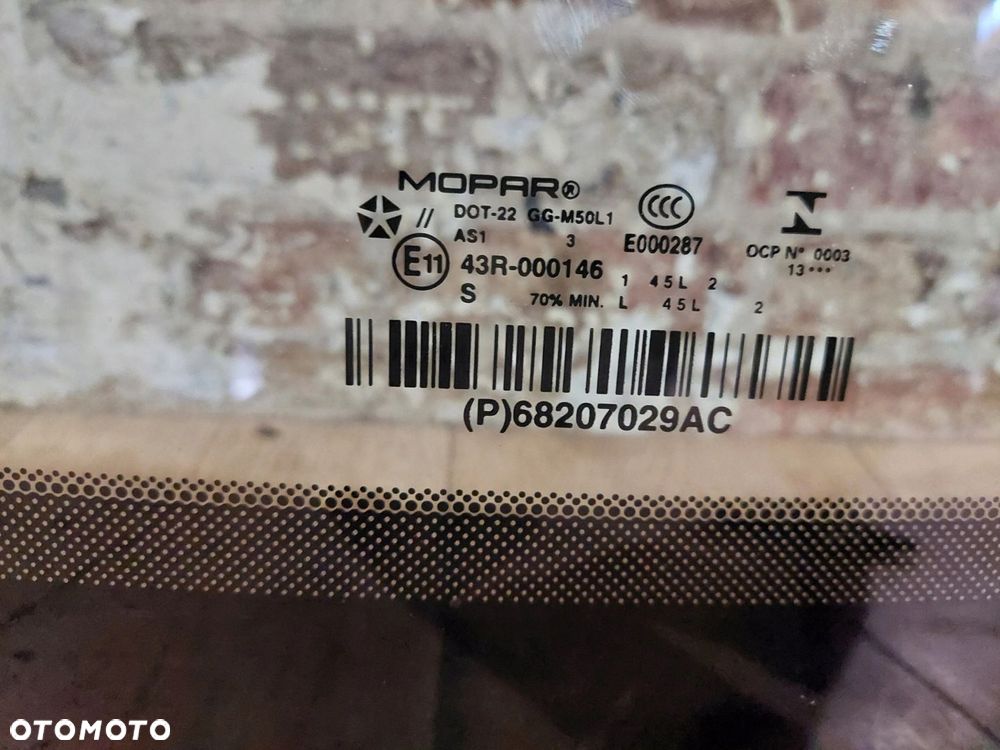 MOPAR®
// DOT-22 GG-M50L1
AS1 3
CCC
E000287
OCP N° 0003
13•••
E11 43R-000146
1 45L 2
S 70% MIN. L 45L 2
(P)68207029AC
OTOMOTO